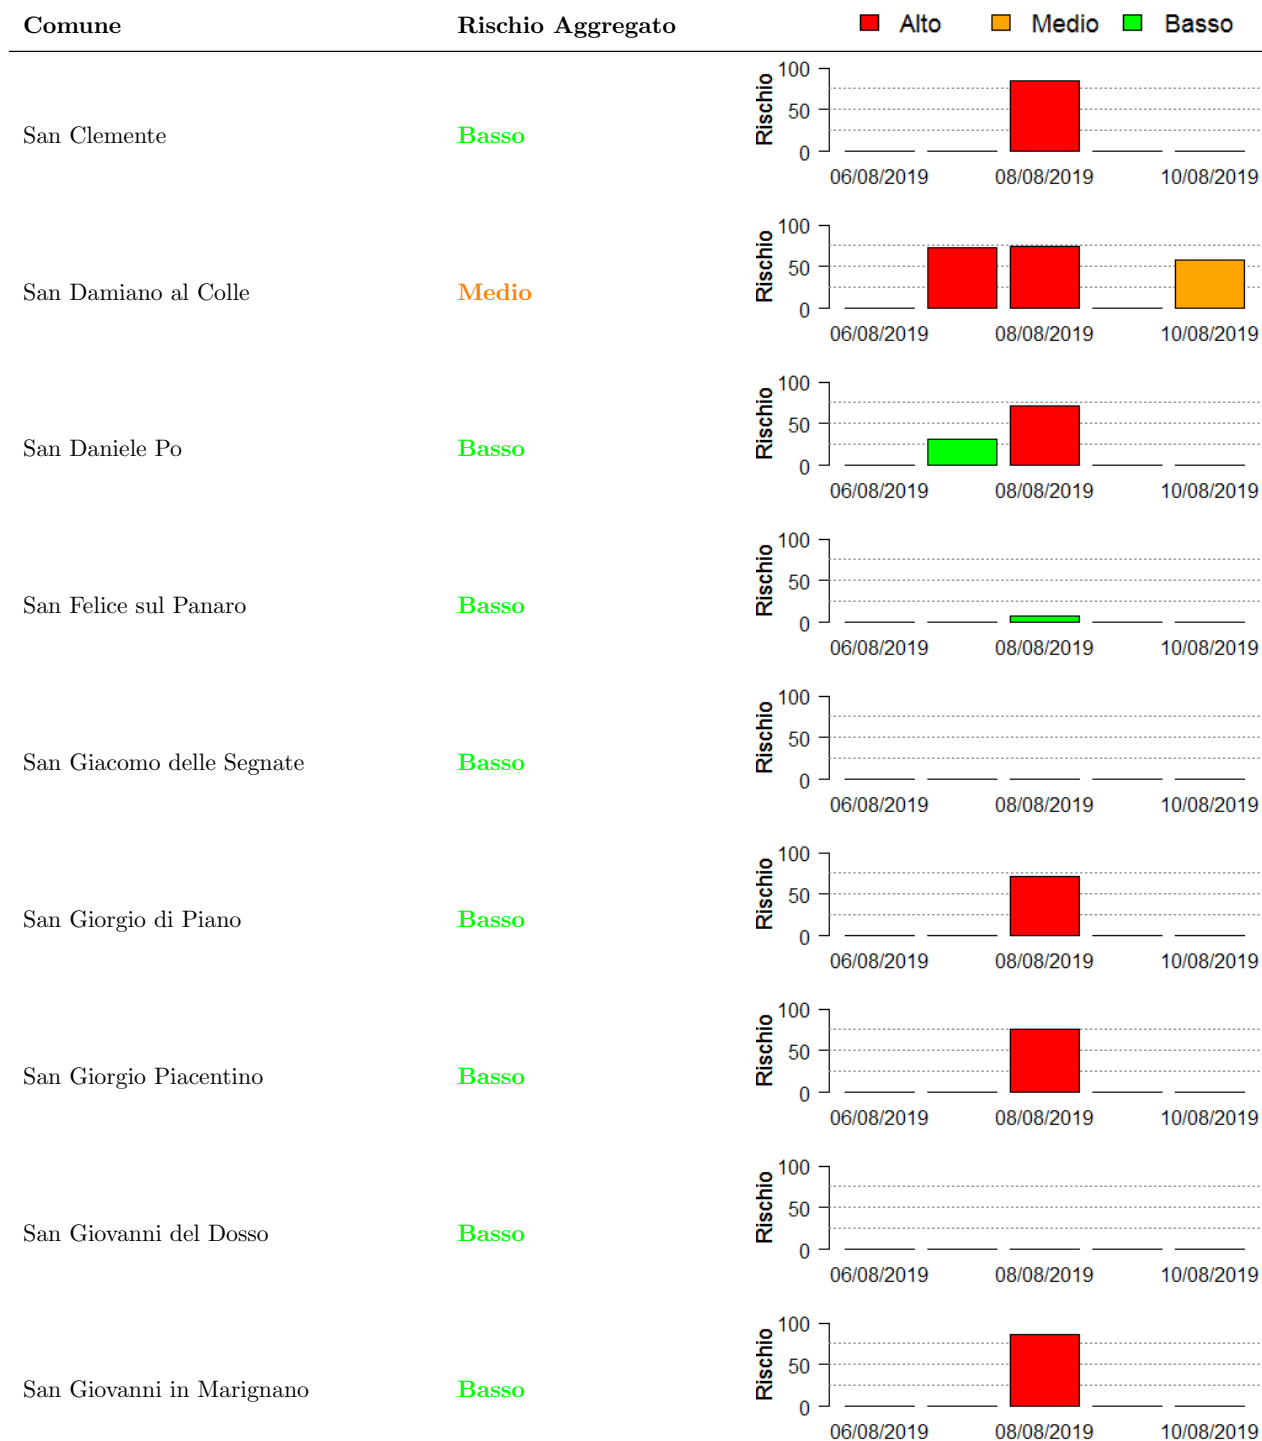 Comune Rischio Aggregato Alto Medio Basso
100
50
0
Rischio
San Clemente Basso
06/08/2019 08/08/2019 10/08/2019
100
50
0
Rischio
San Damiano al Colle Medio
06/08/2019 08/08/2019 10/08/2019
100
50
0
Rischio
San Daniele Po Basso
06/08/2019 08/08/2019 10/08/2019
100
50
0
Rischio
San Felice sul Panaro Basso
06/08/2019 08/08/2019 10/08/2019
100
50
0
Rischio
San Giacomo delle Segnate Basso
06/08/2019 08/08/2019 10/08/2019
100
50
0
Rischio
San Giorgio di Piano Basso
06/08/2019 08/08/2019 10/08/2019
100
50
0
Rischio
San Giorgio Piacentino Basso
06/08/2019 08/08/2019 10/08/2019
100
50
0
Rischio
San Giovanni del Dosso Basso
06/08/2019 08/08/2019 10/08/2019
100
50
0
Rischio
San Giovanni in Marignano Basso
06/08/2019 08/08/2019 10/08/2019